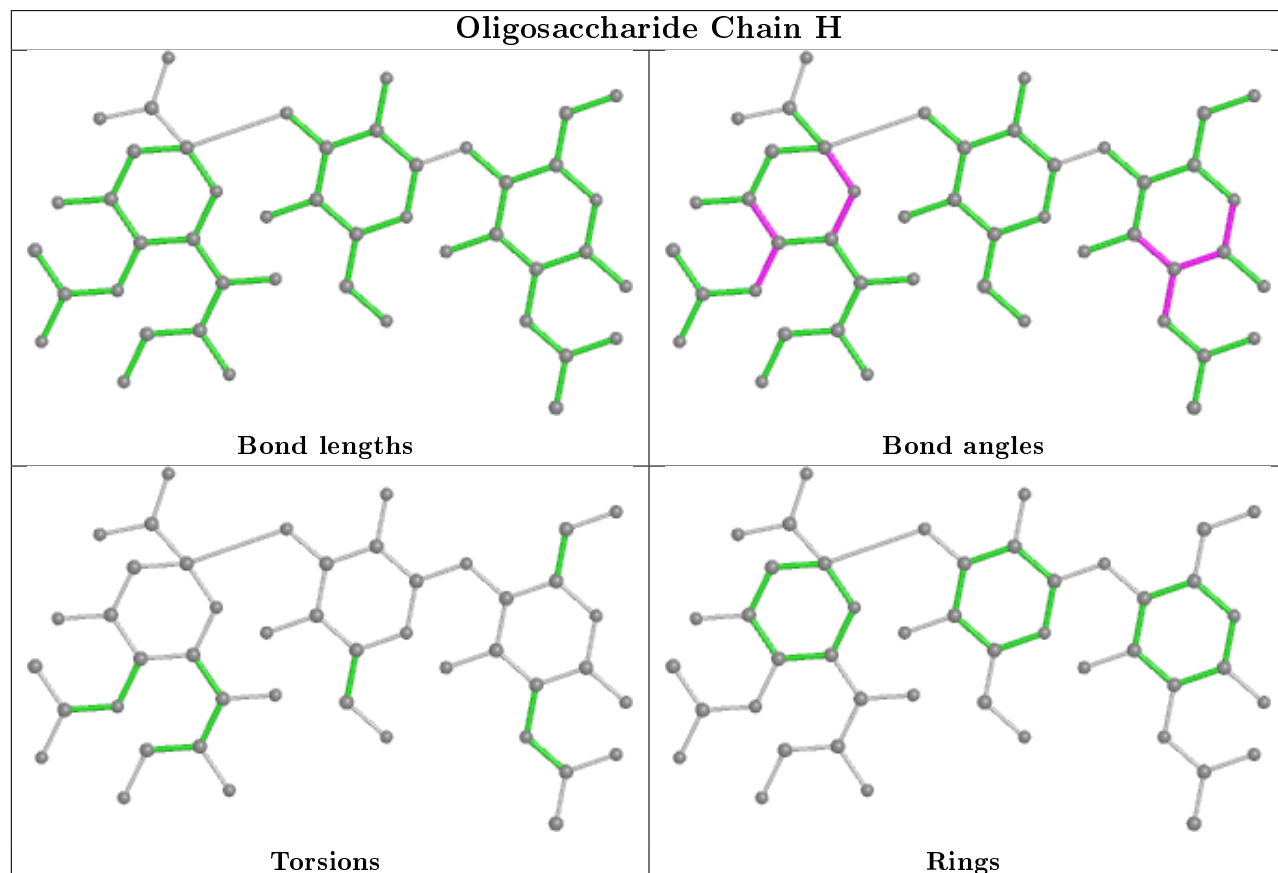 Oligosaccharide Chain H
Bond lengths
Bond angles
Torsions
Rings